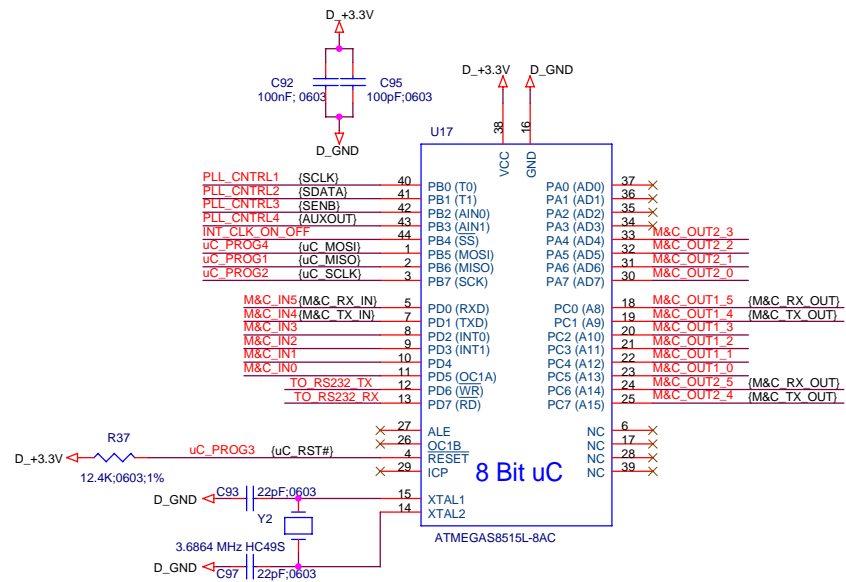 D_+3.3V
C92
C95
100nF; 0603
100pF;0603
D_GND
D_+3.3V
D_GND
U17
38
16
VCC
GND
PLL_CNTRL1 {SCLK} 40 PB0 (T0) PA0 (AD0) 37
PLL_CNTRL2 {SDATA} 41 PB1 (T1) PA1 (AD1) 36
PLL_CNTRL3 {SENB} 42 PB2 (AIN0) PA2 (AD2) 35
PLL_CNTRL4 {AUXOUT} 43 PB3 (AIN1) PA3 (AD3) 34
INT_CLK_ON_OFF 44 PB4 (SS) PA4 (AD4) 33 M&C_OUT2_3
uC_PROG4 {uC_MOSI} 1 PB5 (MOSI) PA5 (AD5) 32 M&C_OUT2_2
uC_PROG1 {uC_MISO} 2 PB6 (MISO) PA6 (AD6) 31 M&C_OUT2_1
uC_PROG2 {uC_SCLK} 3 PB7 (SCK) PA7 (AD7) 30 M&C_OUT2_0
M&C_IN5 {M&C_RX_IN} 5 PD0 (RXD) PC0 (A8) 18 M&C_OUT1_5 {M&C_RX_OUT}
M&C_IN4 {M&C_TX_IN} 7 PD1 (TXD) PC1 (A9) 19 M&C_OUT1_4 {M&C_TX_OUT}
M&C_IN3 8 PD2 (INT0) PC2 (A10) 20 M&C_OUT1_3
M&C_IN2 9 PD3 (INT1) PC3 (A11) 21 M&C_OUT1_2
M&C_IN1 10 PD4 PC4 (A12) 22 M&C_OUT1_1
M&C_IN0 11 PD5 (OC1A) PC5 (A13) 23 M&C_OUT1_0
TO_RS232_TX 12 PD6 (WR) PC6 (A14) 24 M&C_OUT2_5 {M&C_RX_OUT}
TO_RS232_RX 13 PD7 (RD) PC7 (A15) 25 M&C_OUT2_4 {M&C_TX_OUT}
27 ALE NC 6
26 OC1B NC 17
R37
D_+3.3V uC_PROG3 {uC_RST#} 4 RESET NC 28
12.4K;0603;1%
29 ICP NC 39
8 Bit uC
D_GND C93 22pF;0603 15 XTAL1
14 XTAL2
Y2
ATMEGAS8515L-8AC
3.6864 MHz HC49S
D_GND C97 22pF;0603